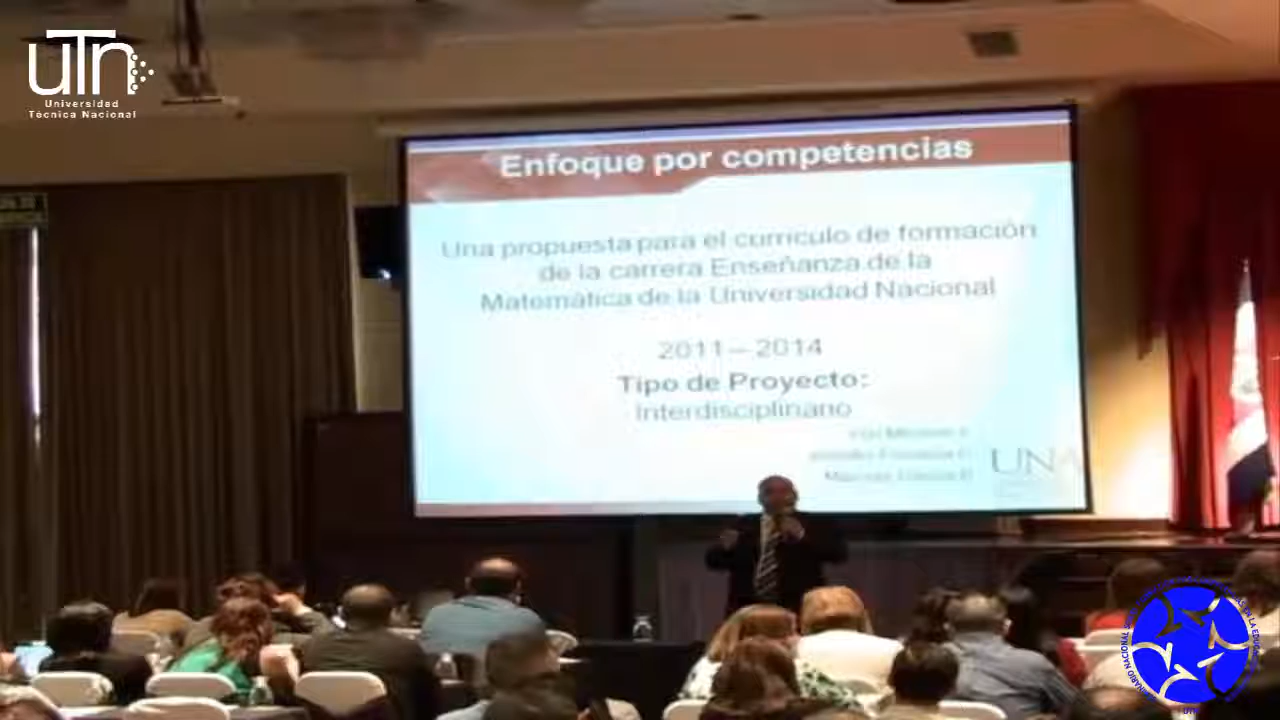 uTn
Universidad
Técnica Nacional
Enfoque por competencias
Una propuesta para el currículo de formación
de la carrera Enseñanza de la
Matemática de la Universidad Nacional
2011 – 2014
Tipo de Proyecto:
Interdisciplinario
UNA